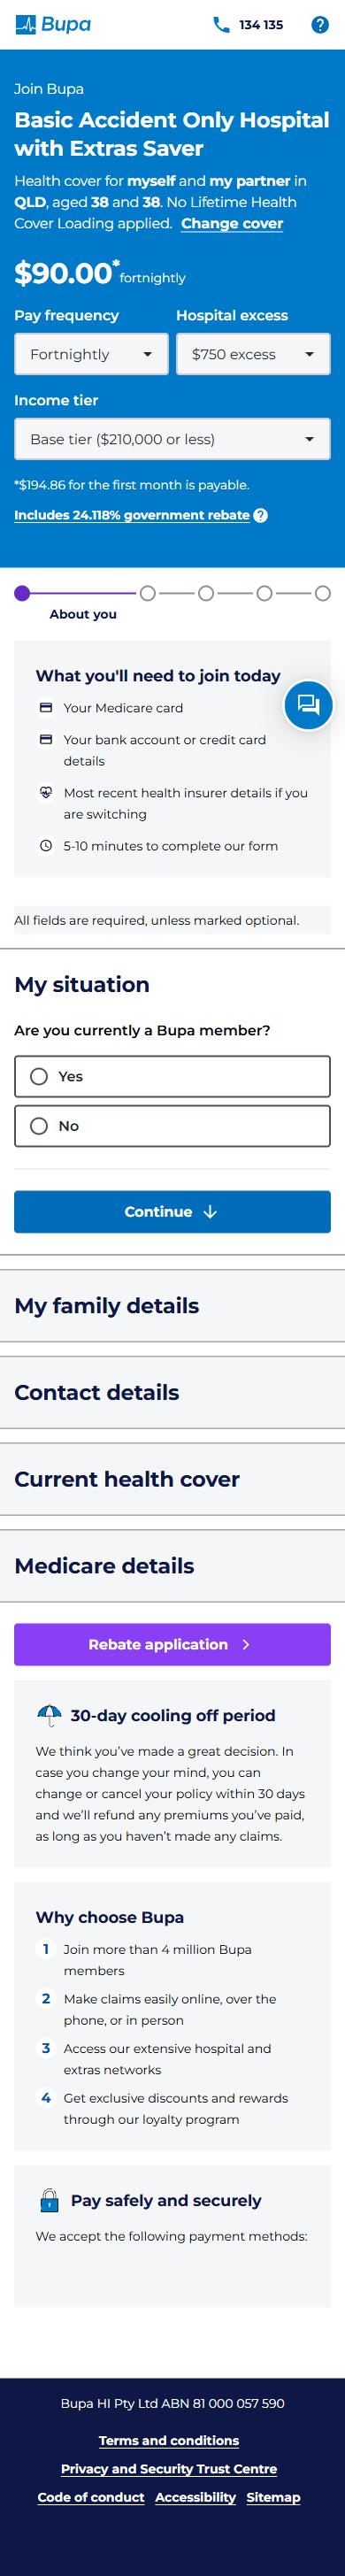 Bupa
134 135
?
Join Bupa
Basic Accident Only Hospital
with Extras Saver
Health cover for myself and my partner in
QLD, aged 38 and 38. No Lifetime Health
Cover Loading applied. Change cover
$90.00* fortnightly
Pay frequency
Hospital excess
Fortnightly
$750 excess
Income tier
Base tier ($210,000 or less)
*$194.86 for the first month is payable.
Includes 24.118% government rebate ?
About you
What you'll need to join today
Your Medicare card
Your bank account or credit card
details
Most recent health insurer details if you
are switching
5-10 minutes to complete our form
All fields are required, unless marked optional.
My situation
Are you currently a Bupa member?
Yes
No
Continue
My family details
Contact details
Current health cover
Medicare details
Rebate application
30-day cooling off period
We think you’ve made a great decision. In
case you change your mind, you can
change or cancel your policy within 30 days
and we’ll refund any premiums you’ve paid,
as long as you haven’t made any claims.
Why choose Bupa
1 Join more than 4 million Bupa
members
2 Make claims easily online, over the
phone, or in person
3 Access our extensive hospital and
extras networks
4 Get exclusive discounts and rewards
through our loyalty program
Pay safely and securely
We accept the following payment methods:
Bupa HI Pty Ltd ABN 81 000 057 590
Terms and conditions
Privacy and Security Trust Centre
Code of conduct Accessibility Sitemap